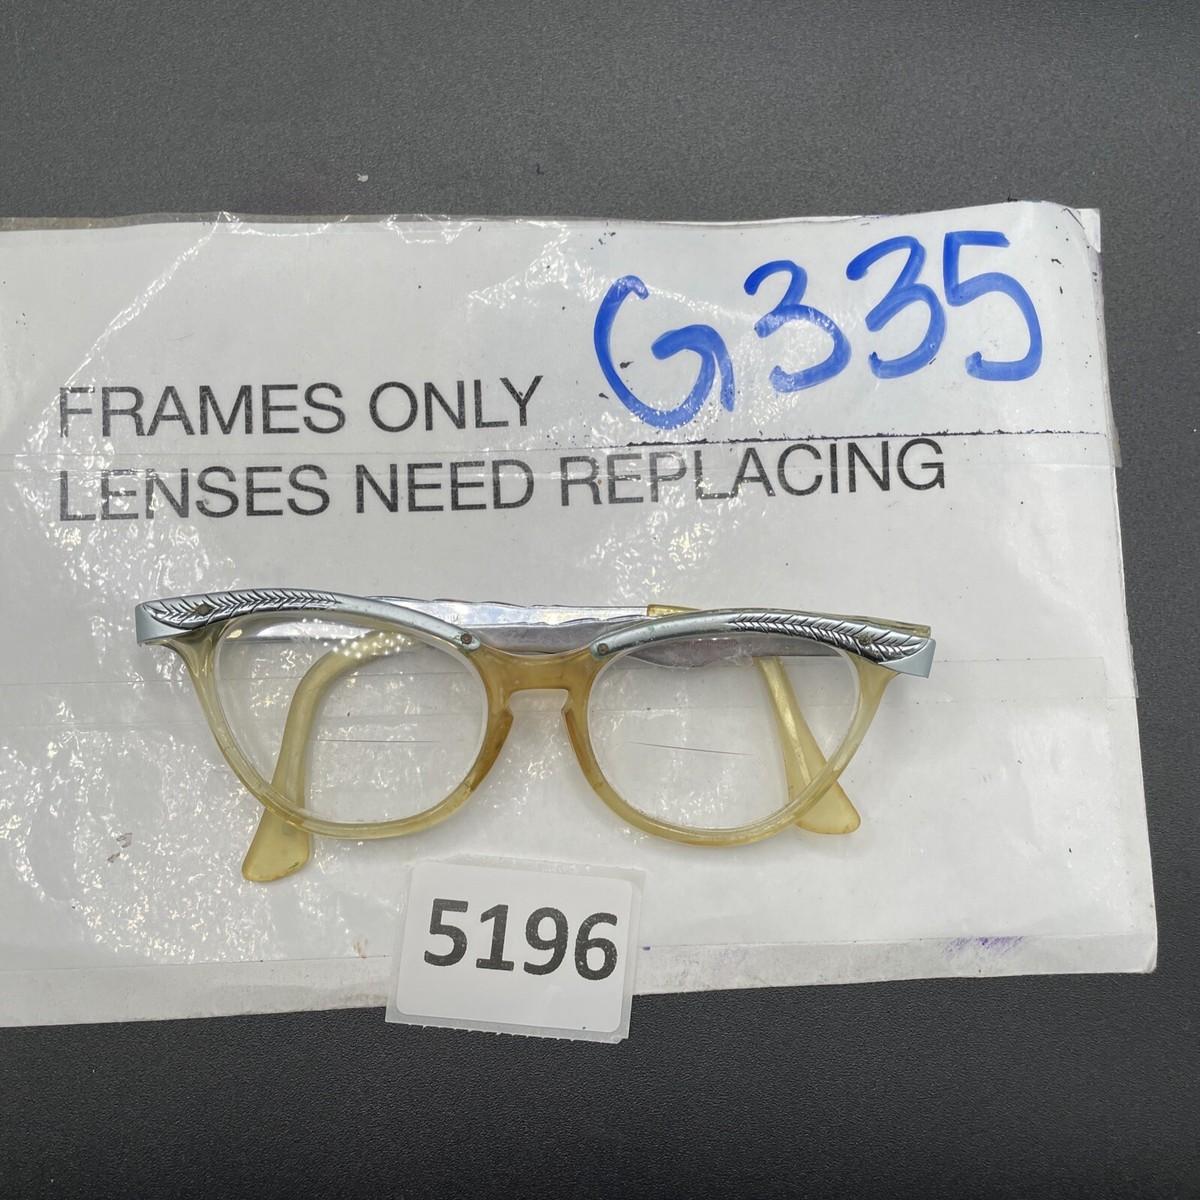 G335
FRAMES ONLY
LENSES NEED REPLACING
5196